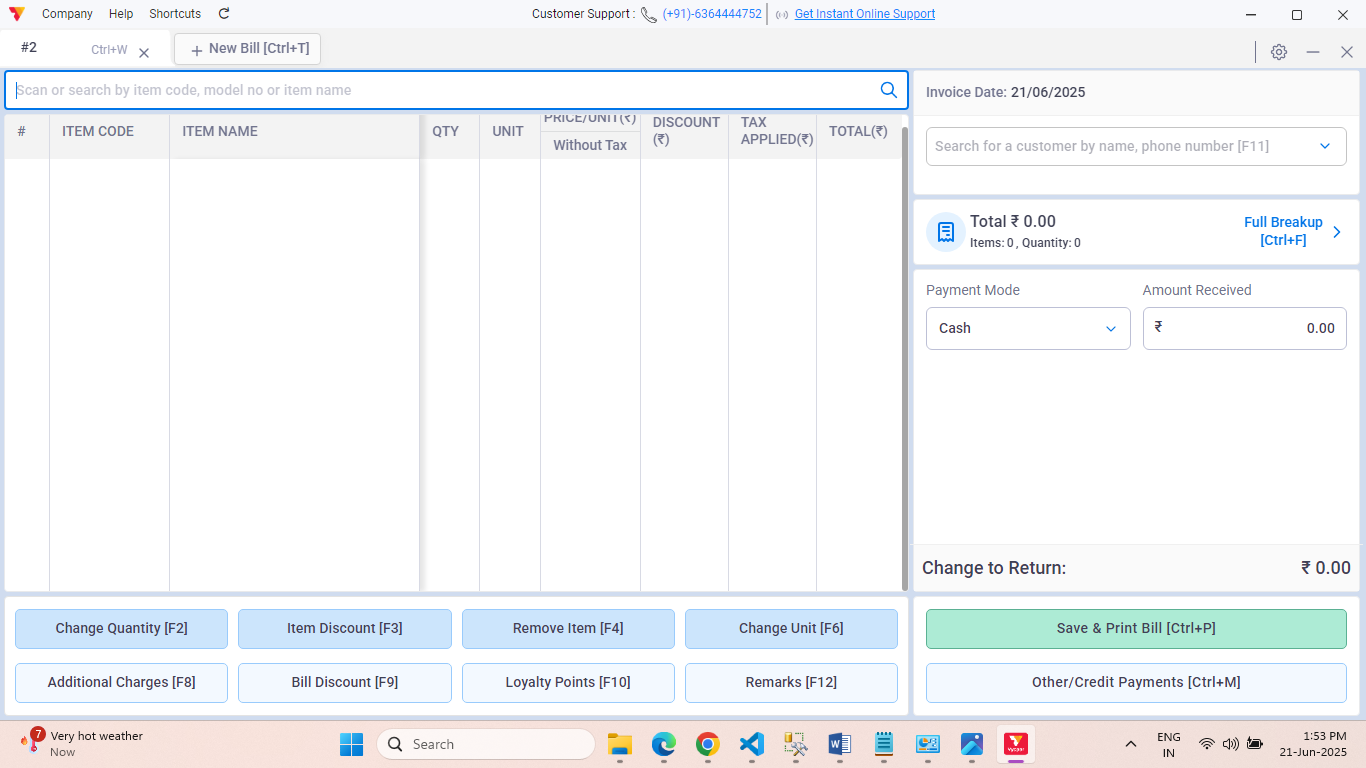 Company Help Shortcuts Customer Support : (+91)-6364444752 Get Instant Online Support
#2 Ctrl+W New Bill [Ctrl+T]
Scan or search by item code, model no or item name
# ITEM CODE ITEM NAME QTY UNIT PRICE/UNIT(₹) Without Tax DISCOUNT (₹) TAX APPLIED(₹) TOTAL(₹)
Invoice Date: 21/06/2025
Search for a customer by name, phone number [F11]
Total ₹ 0.00
Items: 0 , Quantity: 0
Full Breakup
[Ctrl+F]
Payment Mode Amount Received
Cash ₹ 0.00
Change to Return: ₹ 0.00
Change Quantity [F2] Item Discount [F3] Remove Item [F4] Change Unit [F6]
Additional Charges [F8] Bill Discount [F9] Loyalty Points [F10] Remarks [F12]
Save & Print Bill [Ctrl+P]
Other/Credit Payments [Ctrl+M]
7 Very hot weather
Now
Search
Vyapar
ENG
IN
1:53 PM
21-Jun-2025